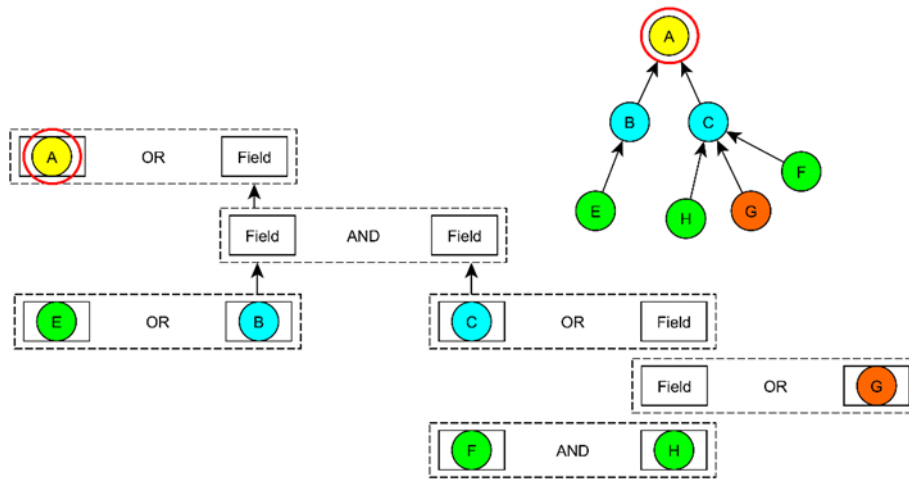 A
B C
F
E H G
A OR Field
Field AND Field
E OR B C OR Field
Field OR G
F AND H